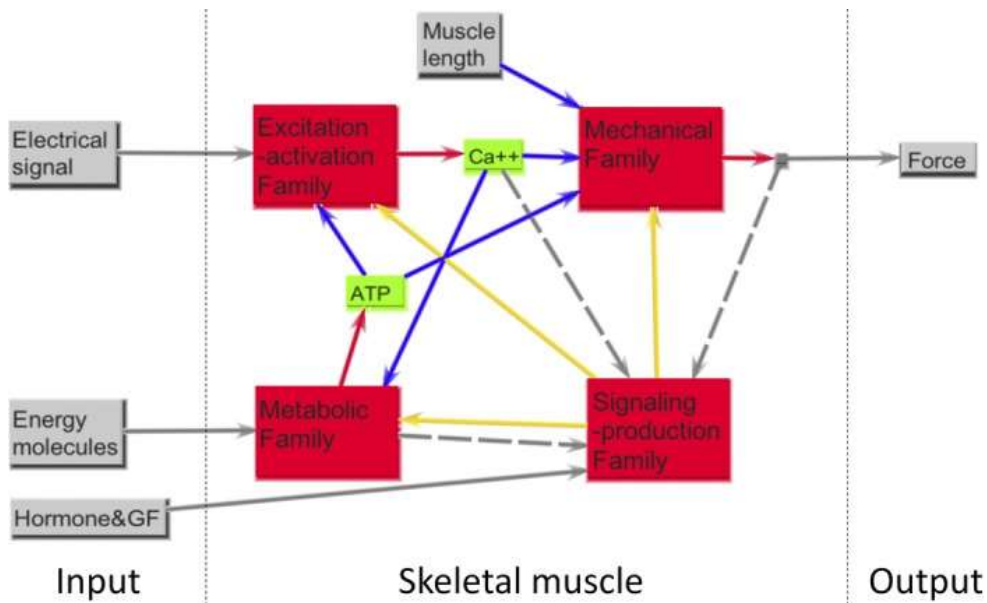 Muscle
length
Electrical
signal
Excitation
-activation
Family
Ca++
Mechanical
Family
Force
ATP
Energy
molecules
Metabolic
Family
Signaling
-production
Family
Hormone&GF
Input
Skeletal muscle
Output